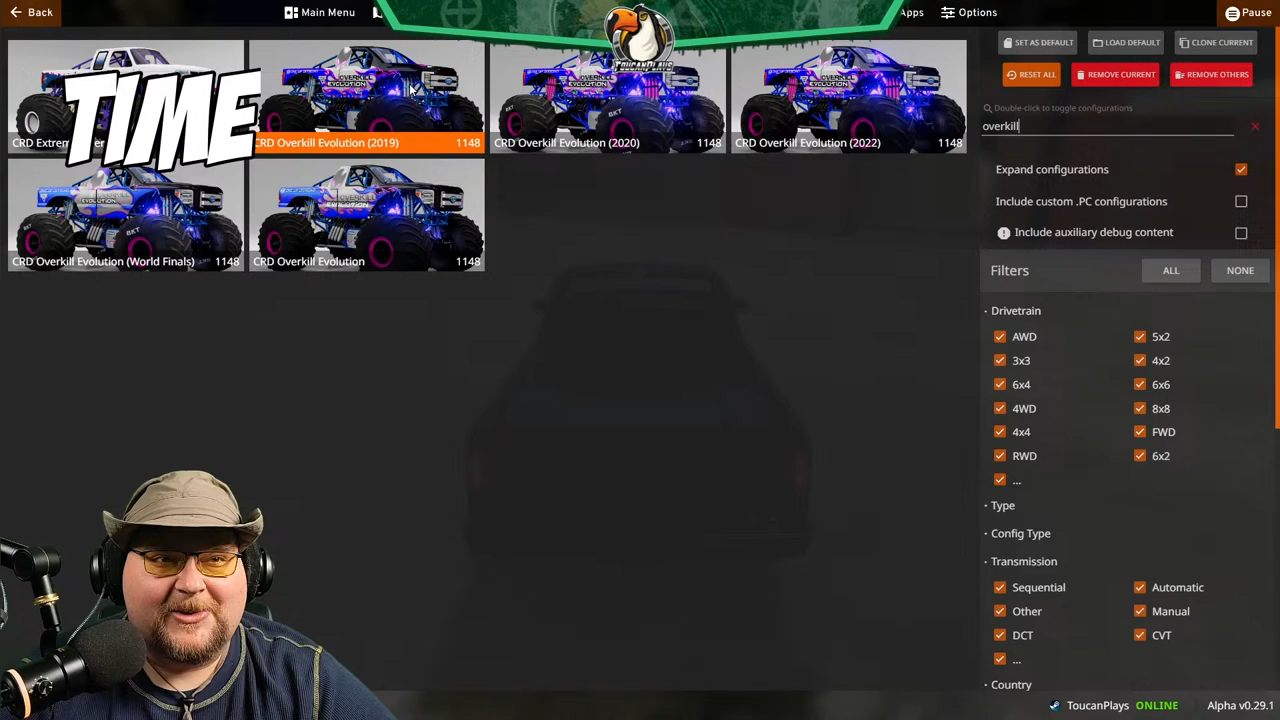 Back
Main Menu
Apps
Options
Pause
TOUCANPLAYS
SET AS DEFAULT
LOAD DEFAULT
CLONE CURRENT
RESET ALL
REMOVE CURRENT
REMOVE OTHERS
Double-click to toggle configurations
overkill
TIME
CRD Extrem
CRD Overkill Evolution (2019) 1148
CRD Overkill Evolution (2020) 1148
CRD Overkill Evolution (2022) 1148
CRD Overkill Evolution (World Finals) 1148
CRD Overkill Evolution 1148
Expand configurations
Include custom .PC configurations
Include auxiliary debug content
Filters
ALL
NONE
- Drivetrain
AWD
5x2
3x3
4x2
6x4
6x6
4WD
8x8
4x4
FWD
RWD
6x2
...
- Type
- Config Type
- Transmission
Sequential
Automatic
Other
Manual
DCT
CVT
...
- Country
ToucanPlays ONLINE
Alpha v0.29.1